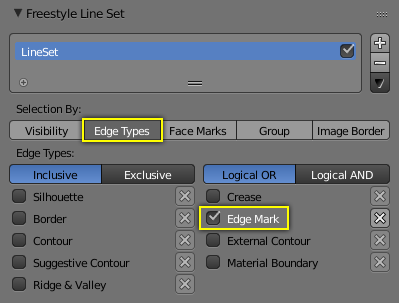 Freestyle Line Set
LineSet
Selection By:
Visibility Edge Types Face Marks Group Image Border
Edge Types:
Inclusive Exclusive Logical OR Logical AND
Silhouette Crease
Border Edge Mark
Contour External Contour
Suggestive Contour Material Boundary
Ridge & Valley